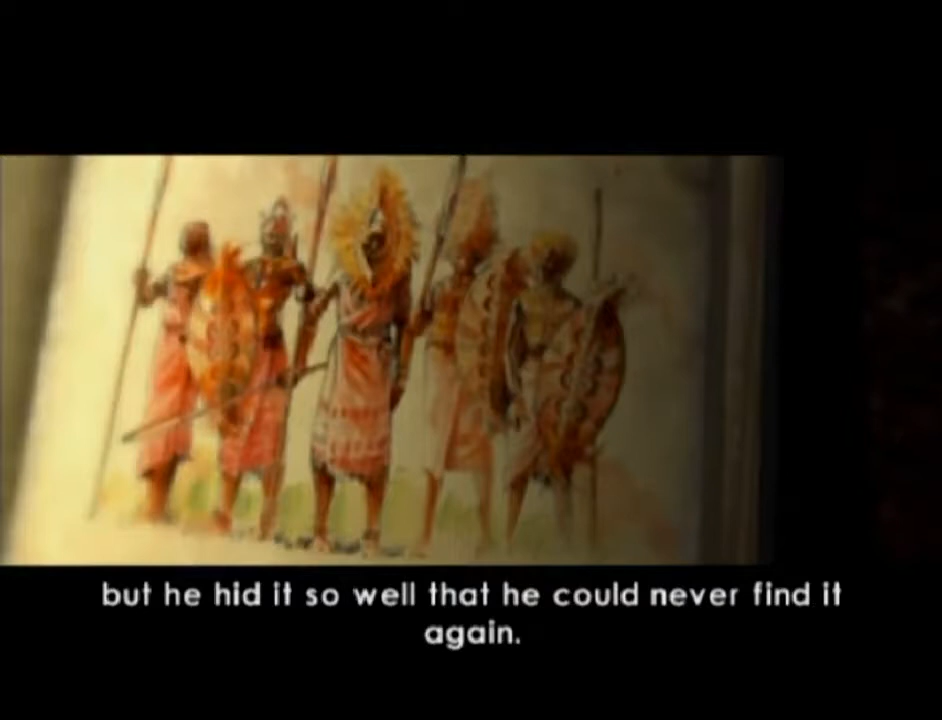 but he hid it so well that he could never find it
again.